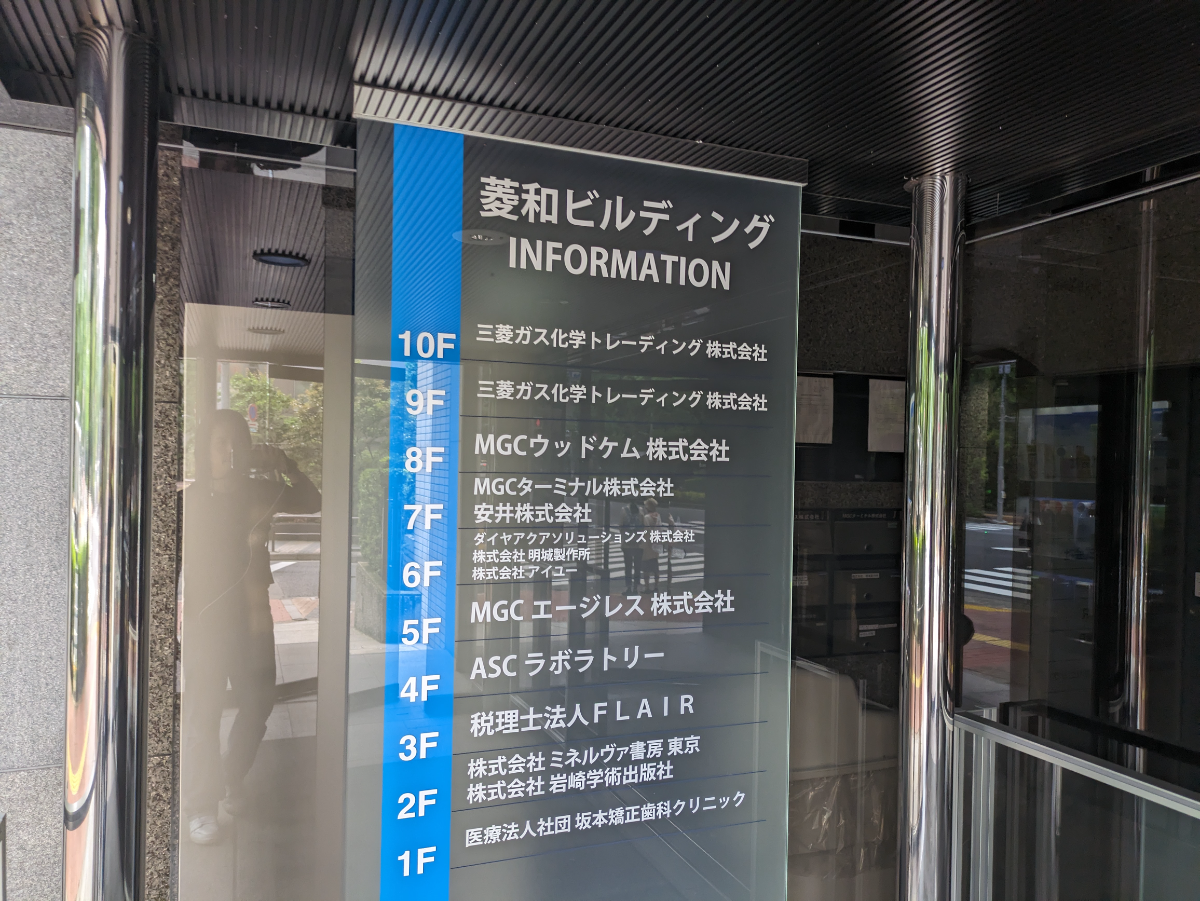 菱和ビルディング
INFORMATION
10F 三菱ガス化学トレーディング 株式会社
9F 三菱ガス化学トレーディング 株式会社
8F MGCウッドケム 株式会社
7F MGCターミナル株式会社
安井株式会社
6F ダイヤアクアソリューションズ 株式会社
株式会社 明城製作所
株式会社 アイユー
5F MGC エージレス 株式会社
4F ASC ラボラトリー
3F 税理士法人FLAIR
2F 株式会社 ミネルヴァ書房 東京
株式会社 岩崎学術出版社
1F 医療法人社団 坂本矯正歯科クリニック